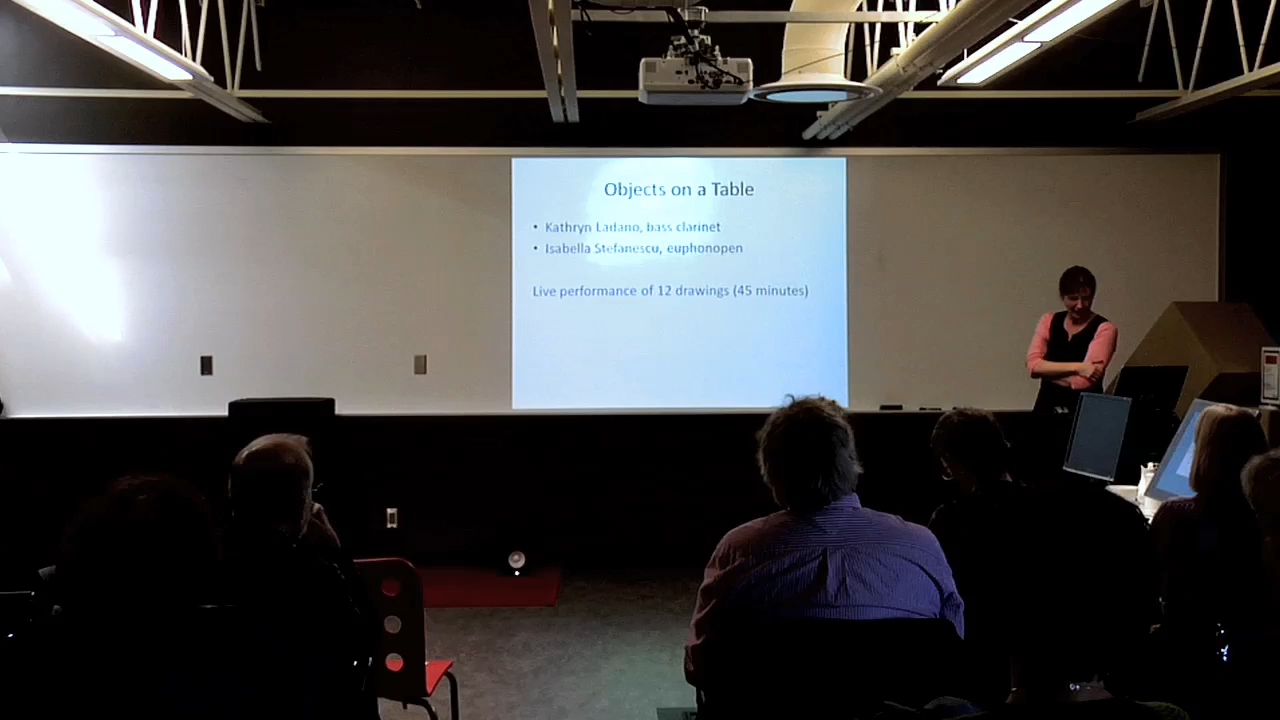 Objects on a Table
• Kathryn Ladano, bass clarinet
• Isabella Stefanescu, euphonopen
Live performance of 12 drawings (45 minutes)